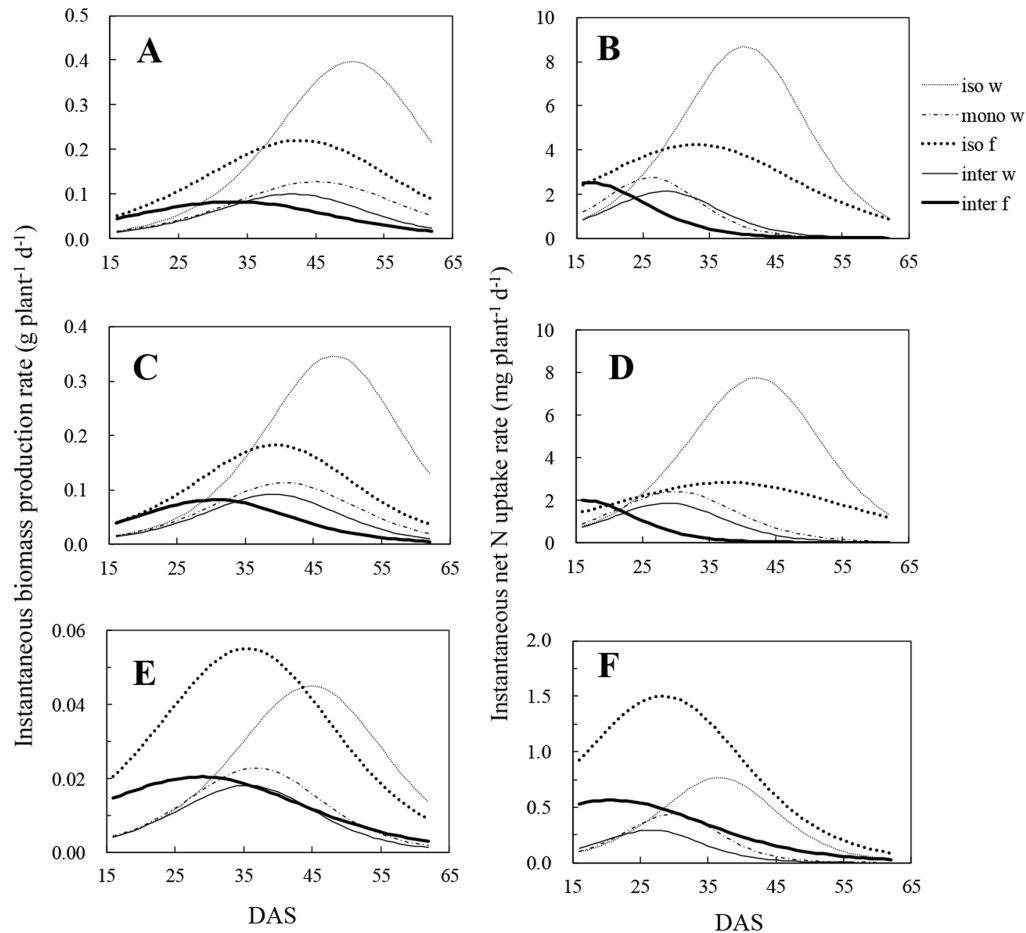 Instantaneous biomass production rate (g plant⁻¹ d⁻¹)
A
0.5
0.4
0.3
0.2
0.1
0.0
15 25 35 45 55 65
Instantaneous net N uptake rate (mg plant⁻¹ d⁻¹)
B
10
8
6
4
2
0
15 25 35 45 55 65
iso w
mono w
iso f
inter w
inter f
C
0.4
0.3
0.2
0.1
0.0
15 25 35 45 55 65
D
10
8
6
4
2
0
15 25 35 45 55 65
E
0.06
0.04
0.02
0.00
15 25 35 45 55 65
DAS
F
2.0
1.5
1.0
0.5
0.0
15 25 35 45 55 65
DAS